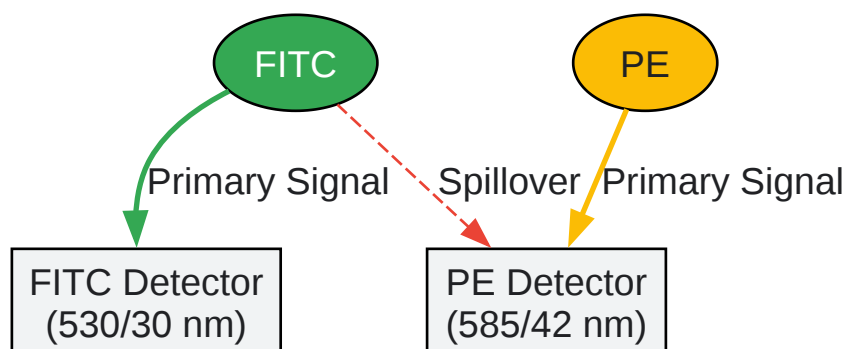 FITC
PE
Primary Signal
Spillover
Primary Signal
FITC Detector
(530/30 nm)
PE Detector
(585/42 nm)